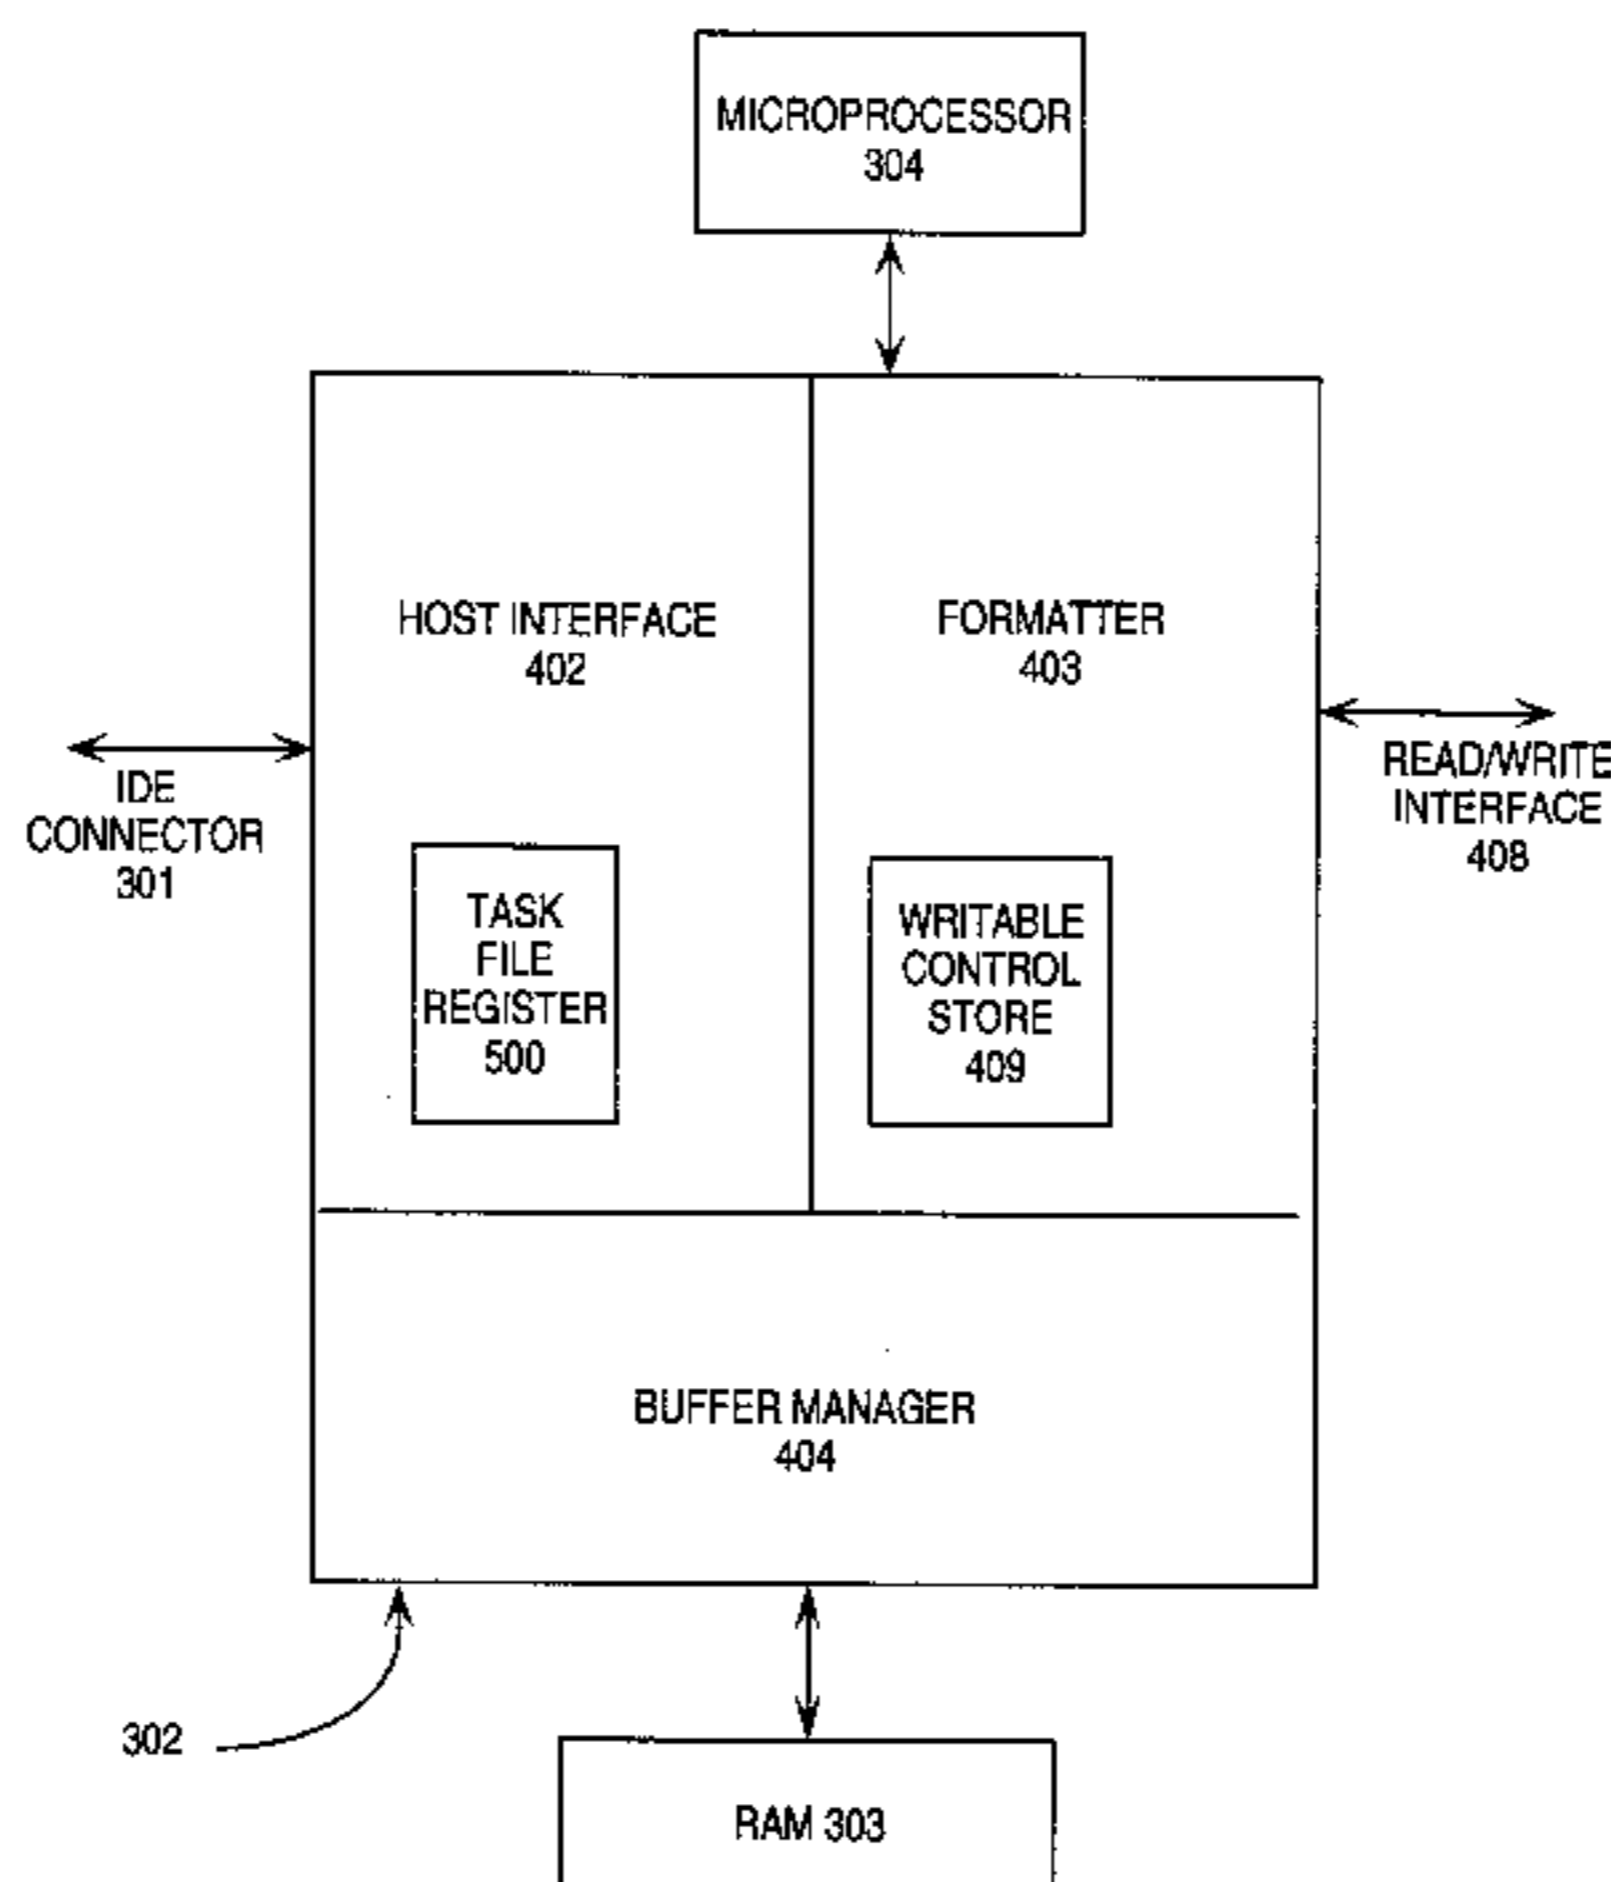 MICROPROCESSOR
304
HOST INTERFACE
402
FORMATTER
403
IDE
CONNECTOR
301
READ/WRITE
INTERFACE
408
TASK
FILE
REGISTER
500
WRITABLE
CONTROL
STORE
409
BUFFER MANAGER
404
302
RAM 303